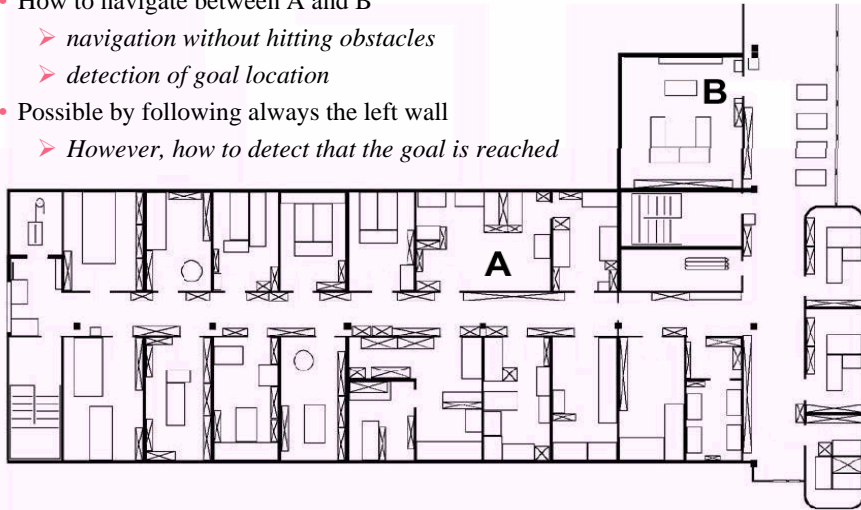 • How to navigate between A and B
➢ navigation without hitting obstacles
➢ detection of goal location
• Possible by following always the left wall
➢ However, how to detect that the goal is reached
B
A